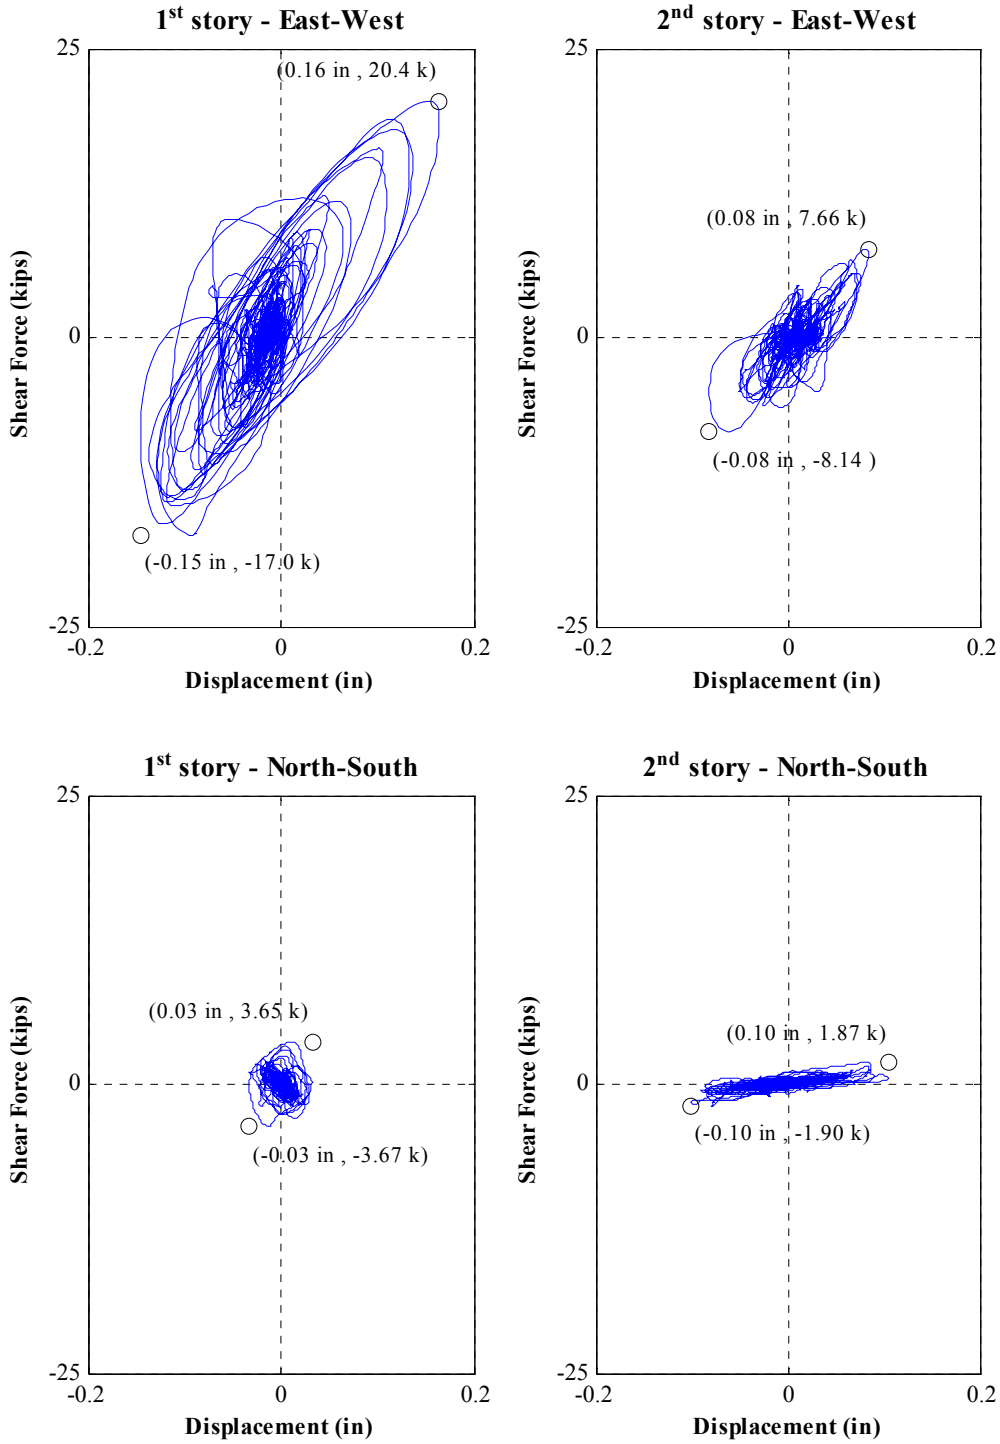 1st story - East-West
25
(0.16 in , 20.4 k)
0
(-0.15 in , -17.0 k)
-25
-0.2
0
0.2
Shear Force (kips)
Displacement (in)
2nd story - East-West
25
(0.08 in , 7.66 k)
0
(-0.08 in , -8.14 )
-25
-0.2
0
0.2
Shear Force (kips)
Displacement (in)
1st story - North-South
25
(0.03 in , 3.65 k)
0
(-0.03 in , -3.67 k)
-25
-0.2
0
0.2
Shear Force (kips)
Displacement (in)
2nd story - North-South
25
(0.10 in , 1.87 k)
0
(-0.10 in , -1.90 k)
-25
-0.2
0
0.2
Shear Force (kips)
Displacement (in)